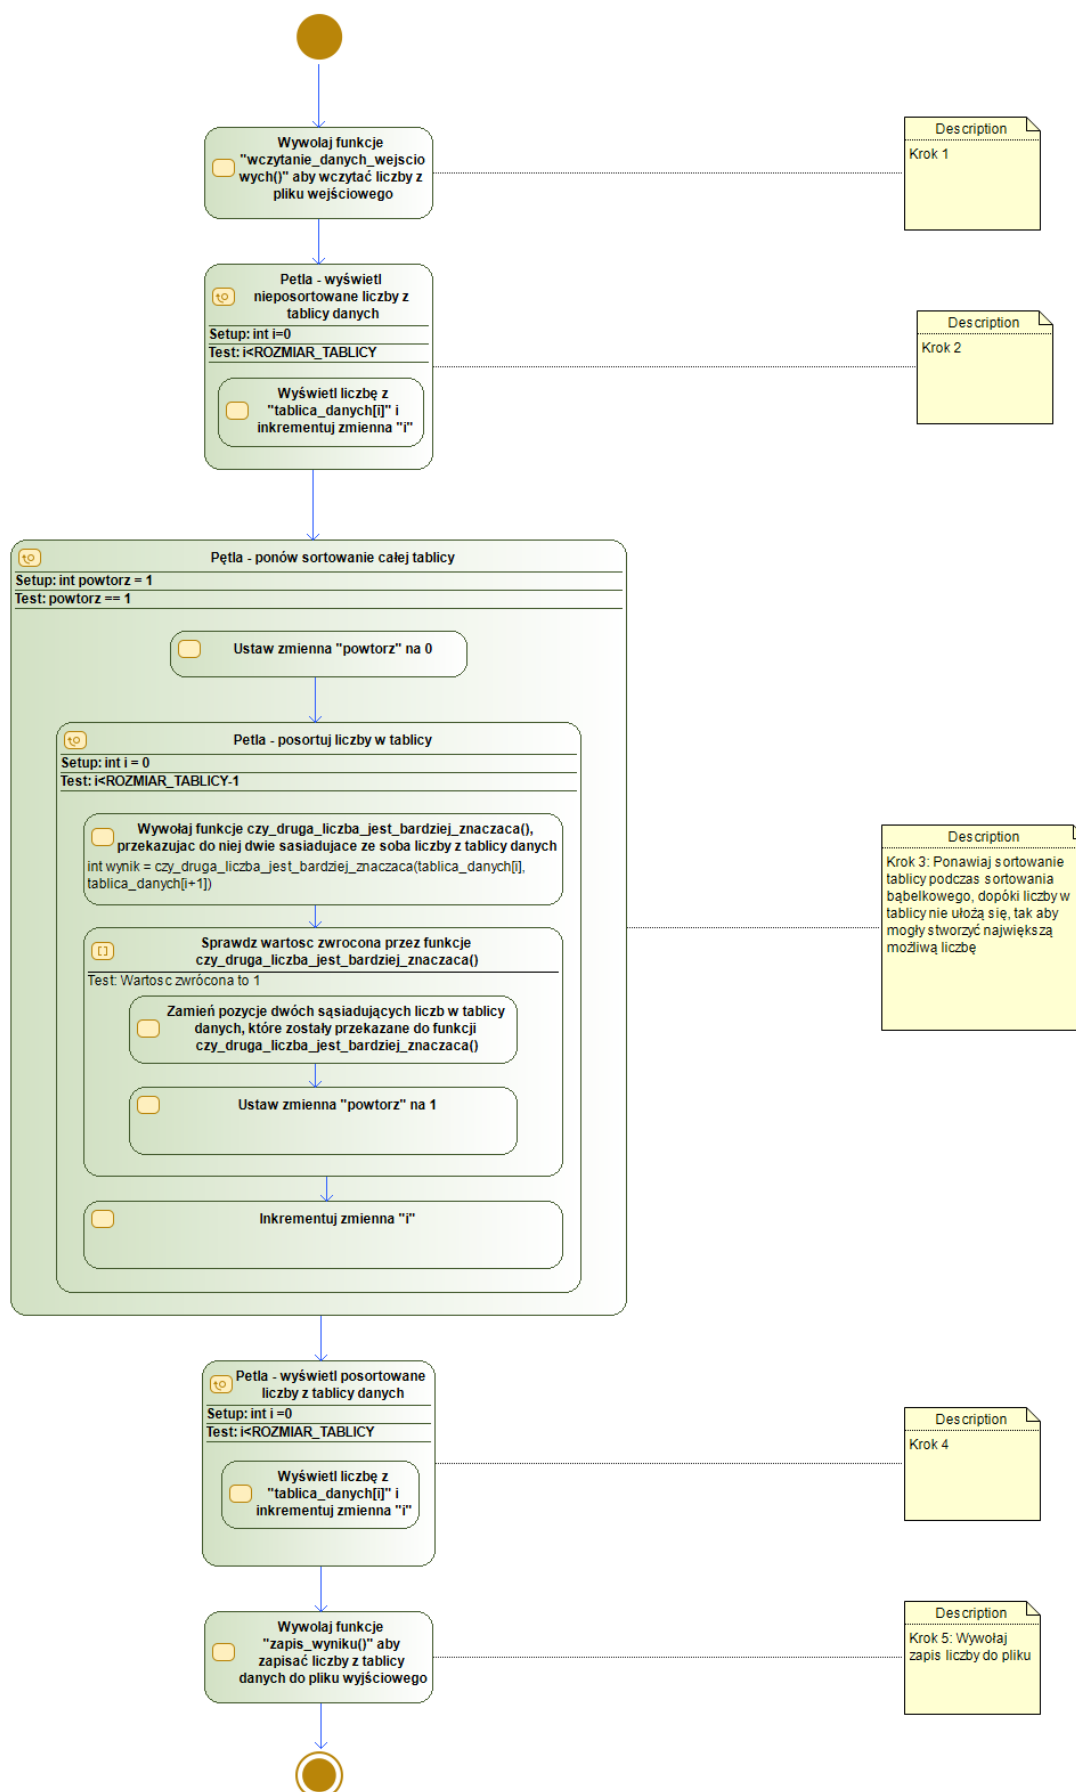 Wywolaj funkcje
"wczytanie_danych_wejscio
wych()" aby wczytać liczby z
pliku wejściowego
Description
Krok 1
Petla - wyświetl
nieposortowane liczby z
tablicy danych
Setup: int i=0
Test: i<ROZMIAR_TABLICY
Wyświetl liczbę z
"tablica_danych[i]" i
inkrementuj zmienna "i"
Description
Krok 2
Pętla - ponów sortowanie całej tablicy
Setup: int powtorz = 1
Test: powtorz == 1
Ustaw zmienna "powtorz" na 0
Petla - posortuj liczby w tablicy
Setup: int i = 0
Test: i<ROZMIAR_TABLICY-1
Wywołaj funkcje czy_druga_liczba_jest_bardziej_znaczaca(),
przekazujac do niej dwie sasiadujace ze soba liczby z tablicy danych
int wynik = czy_druga_liczba_jest_bardziej_znaczaca(tablica_danych[i],
tablica_danych[i+1])
Sprawdz wartosc zwrocona przez funkcje
czy_druga_liczba_jest_bardziej_znaczaca()
Test: Wartosc zwrócona to 1
Zamień pozycje dwóch sąsiadujących liczb w tablicy
danych, które zostały przekazane do funkcji
czy_druga_liczba_jest_bardziej_znaczaca()
Ustaw zmienna "powtorz" na 1
Inkrementuj zmienna "i"
Description
Krok 3: Ponawiaj sortowanie
tablicy podczas sortowania
bąbelkowego, dopóki liczby w
tablicy nie ułożą się, tak aby
mogły stworzyć największą
możliwą liczbę
Petla - wyświetl posortowane
liczby z tablicy danych
Setup: int i =0
Test: i<ROZMIAR_TABLICY
Wyświetl liczbę z
"tablica_danych[i]" i
inkrementuj zmienna "i"
Description
Krok 4
Wywolaj funkcje
"zapis_wyniku()" aby
zapisać liczby z tablicy
danych do pliku wyjściowego
Description
Krok 5: Wywołaj
zapis liczby do pliku